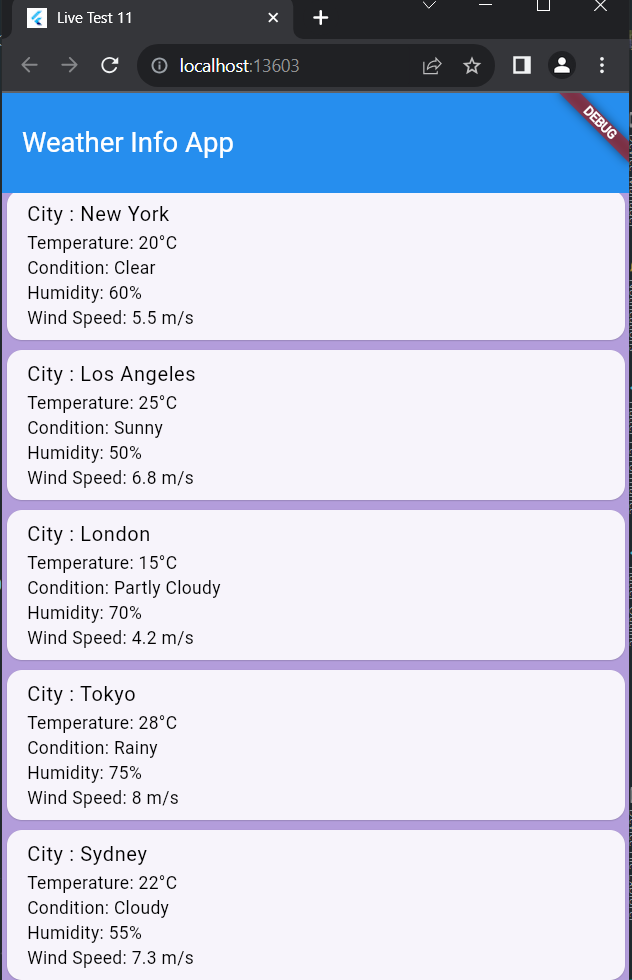 Live Test 11
localhost:13603
DEBUG
Weather Info App
City : New York
Temperature: 20°C
Condition: Clear
Humidity: 60%
Wind Speed: 5.5 m/s
City : Los Angeles
Temperature: 25°C
Condition: Sunny
Humidity: 50%
Wind Speed: 6.8 m/s
City : London
Temperature: 15°C
Condition: Partly Cloudy
Humidity: 70%
Wind Speed: 4.2 m/s
City : Tokyo
Temperature: 28°C
Condition: Rainy
Humidity: 75%
Wind Speed: 8 m/s
City : Sydney
Temperature: 22°C
Condition: Cloudy
Humidity: 55%
Wind Speed: 7.3 m/s